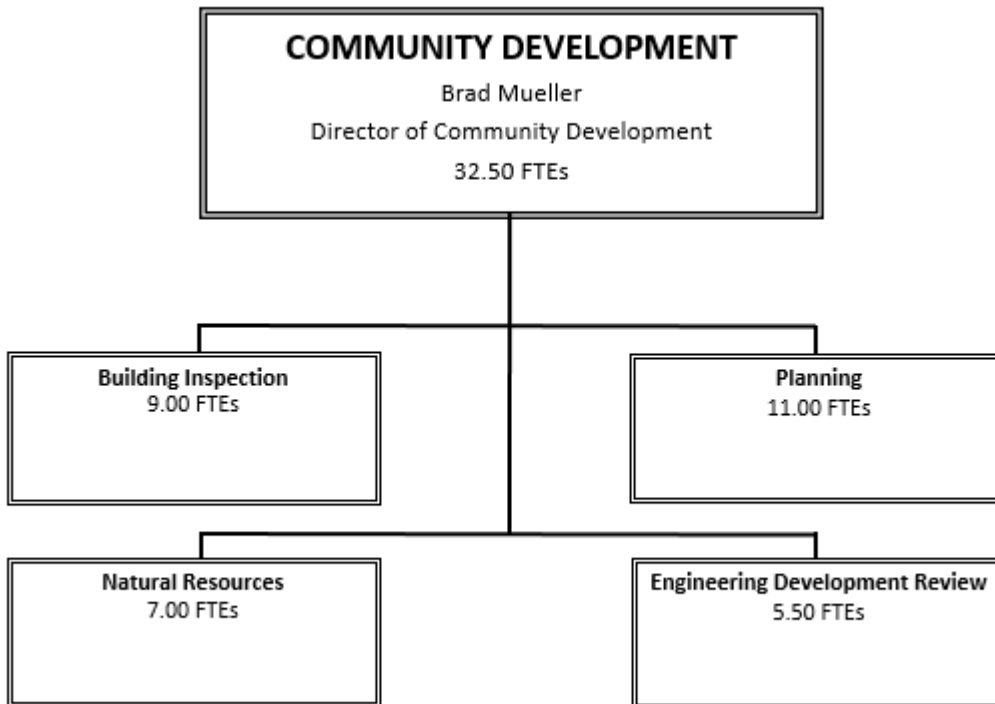 COMMUNITY DEVELOPMENT
Brad Mueller
Director of Community Development
32.50 FTEs
Building Inspection
9.00 FTEs
Planning
11.00 FTEs
Natural Resources
7.00 FTEs
Engineering Development Review
5.50 FTEs